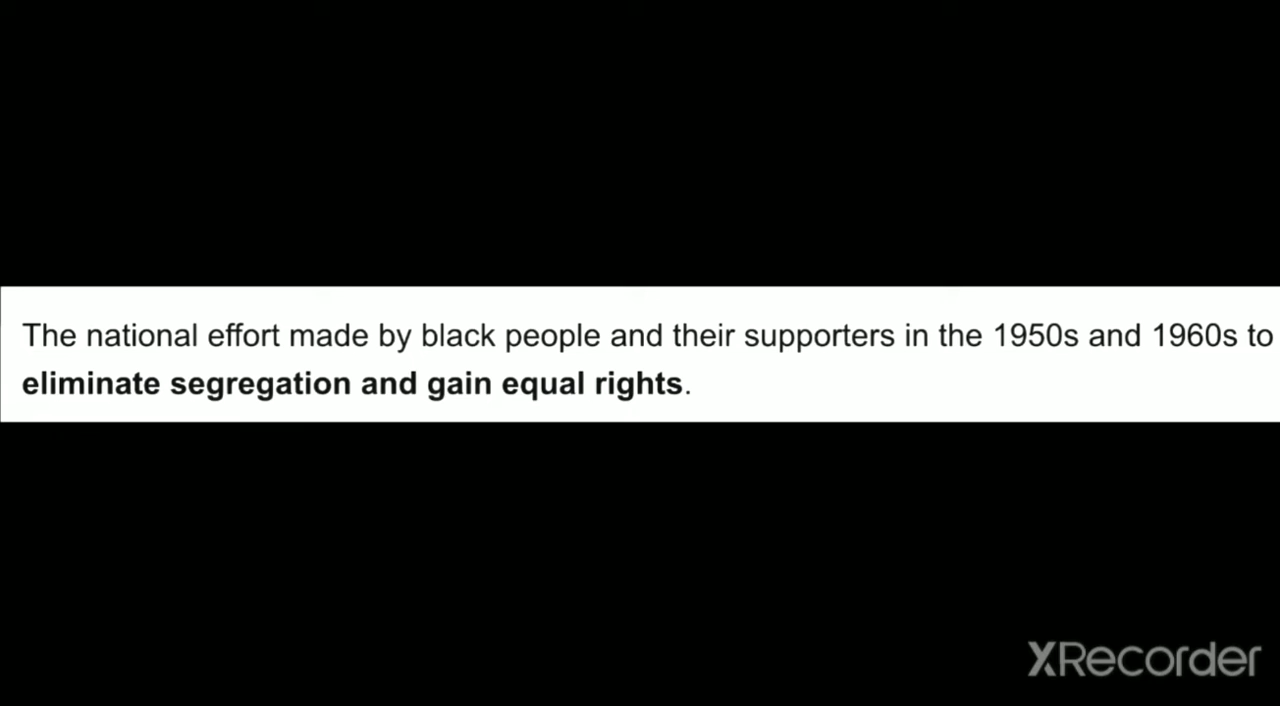 The national effort made by black people and their supporters in the 1950s and 1960s to
eliminate segregation and gain equal rights.
XRecorder